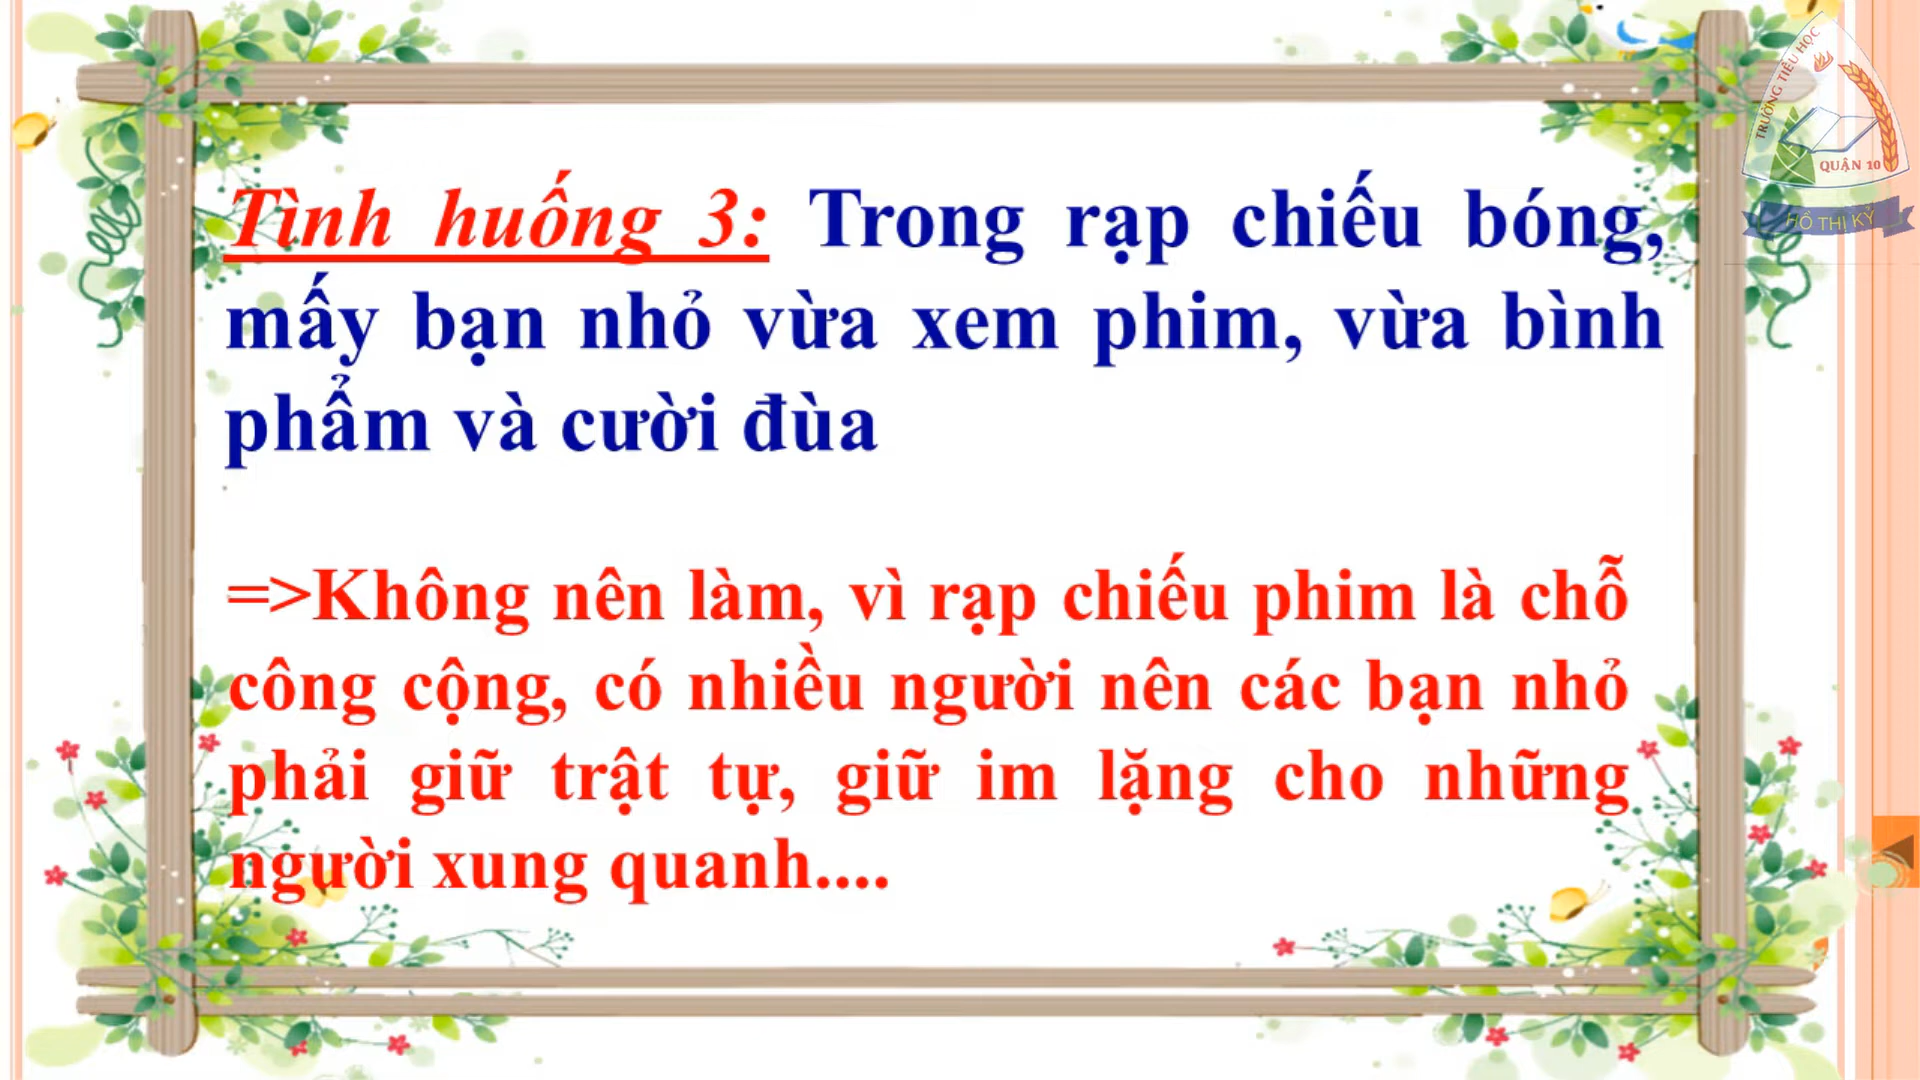 Tình huống 3: Trong rạp chiếu bóng,
mấy bạn nhỏ vừa xem phim, vừa bình
phẩm và cười đùa
=>Không nên làm, vì rạp chiếu phim là chỗ
công cộng, có nhiều người nên các bạn nhỏ
phải giữ trật tự, giữ im lặng cho những
người xung quanh....
TRƯỜNG TIỂU HỌC
QUẬN 10
HỒ THỊ KỶ